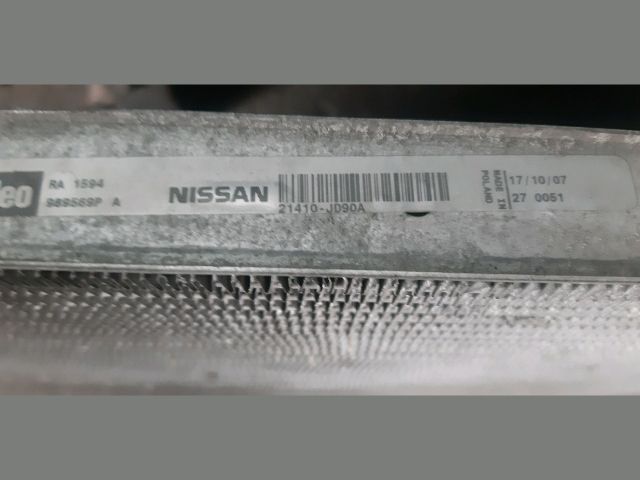 leo
RA 1594
989569P A
NISSAN
21410-JD90A
MADE IN
POLAND
17/10/07
27 0051